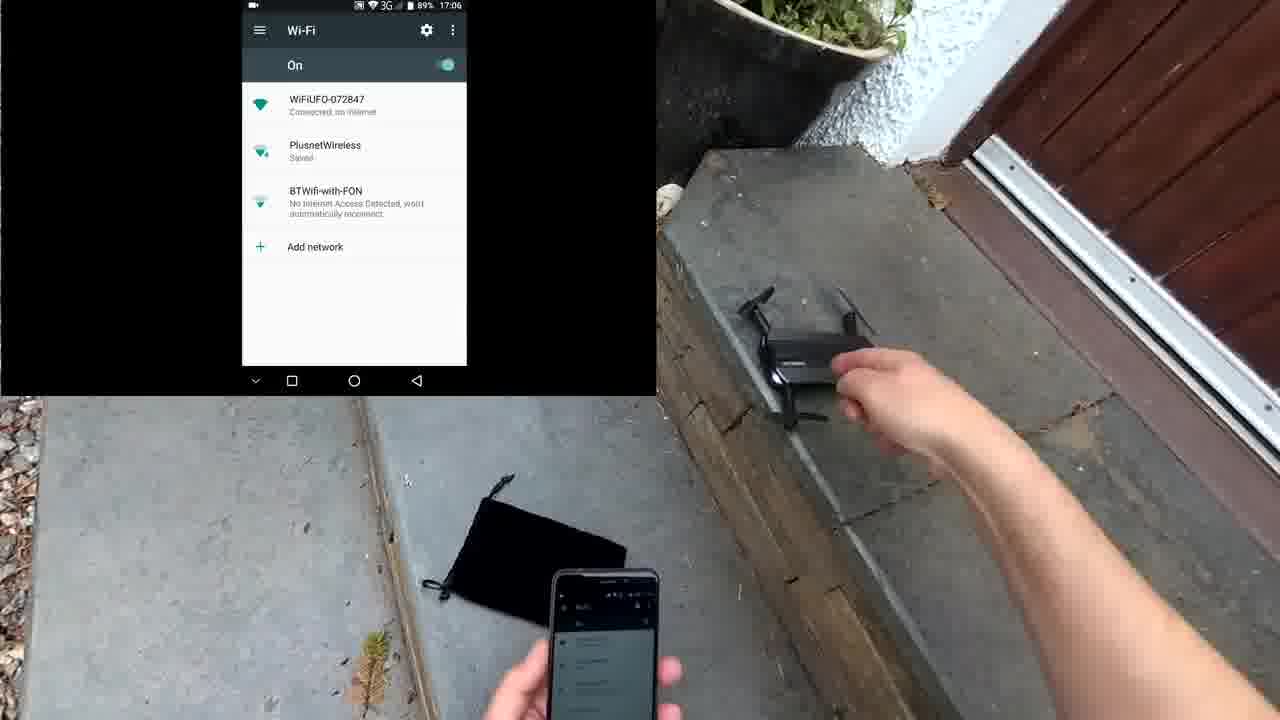 3G 89% 17:06
Wi-Fi
On
WiFiUFO-072847
Connected, no Internet
PlusnetWireless
Saved
BTWifi-with-FON
No Internet Access Detected, won't
automatically reconnect.
Add network